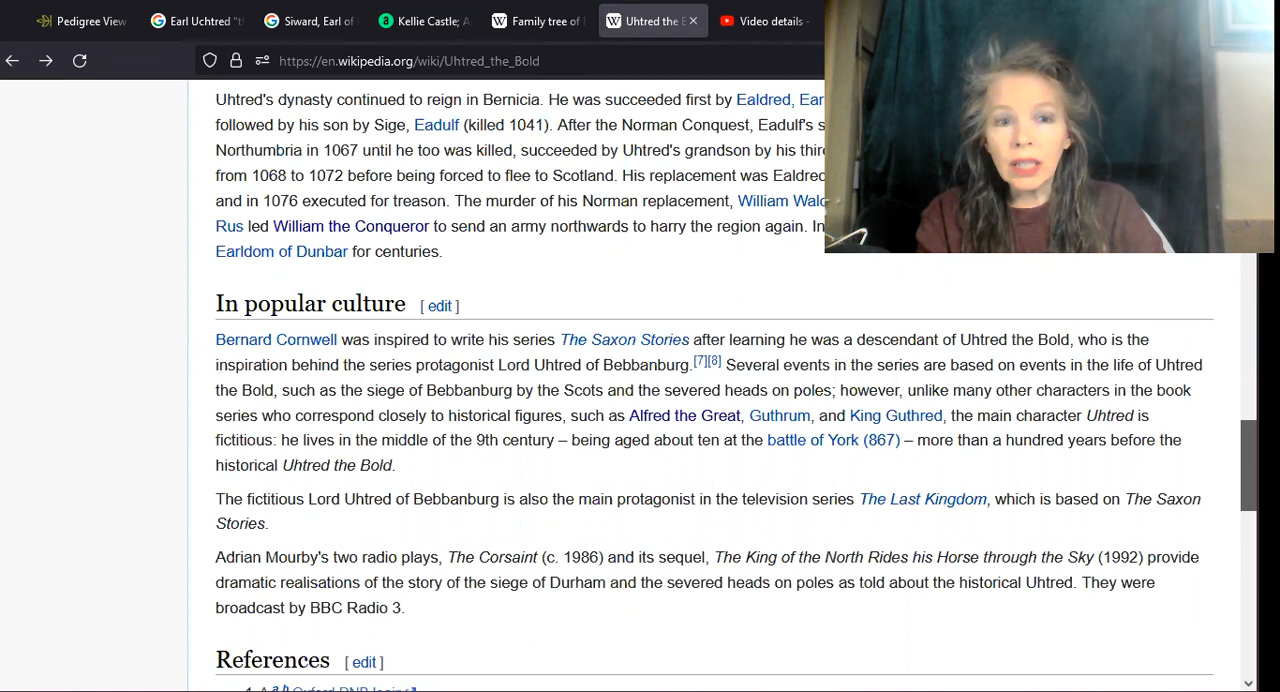 Pedigree View
Earl Uchtred "t
Siward, Earl of
Kellie Castle; A
Family tree of
Uhtred the B
Video details -
https://en.wikipedia.org/wiki/Uhtred_the_Bold
Uhtred's dynasty continued to reign in Bernicia. He was succeeded first by Ealdred, Ear
followed by his son by Sige, Eadulf (killed 1041). After the Norman Conquest, Eadulf's s
Northumbria in 1067 until he too was killed, succeeded by Uhtred's grandson by his thir
from 1068 to 1072 before being forced to flee to Scotland. His replacement was Ealdre
and in 1076 executed for treason. The murder of his Norman replacement, William Walc
Rus led William the Conqueror to send an army northwards to harry the region again. In
Earldom of Dunbar for centuries.
In popular culture [ edit ]
Bernard Cornwell was inspired to write his series The Saxon Stories after learning he was a descendant of Uhtred the Bold, who is the
inspiration behind the series protagonist Lord Uhtred of Bebbanburg.[7][8] Several events in the series are based on events in the life of Uhtred
the Bold, such as the siege of Bebbanburg by the Scots and the severed heads on poles; however, unlike many other characters in the book
series who correspond closely to historical figures, such as Alfred the Great, Guthrum, and King Guthred, the main character Uhtred is
fictitious: he lives in the middle of the 9th century – being aged about ten at the battle of York (867) – more than a hundred years before the
historical Uhtred the Bold.
The fictitious Lord Uhtred of Bebbanburg is also the main protagonist in the television series The Last Kingdom, which is based on The Saxon
Stories.
Adrian Mourby's two radio plays, The Corsaint (c. 1986) and its sequel, The King of the North Rides his Horse through the Sky (1992) provide
dramatic realisations of the story of the siege of Durham and the severed heads on poles as told about the historical Uhtred. They were
broadcast by BBC Radio 3.
References [ edit ]